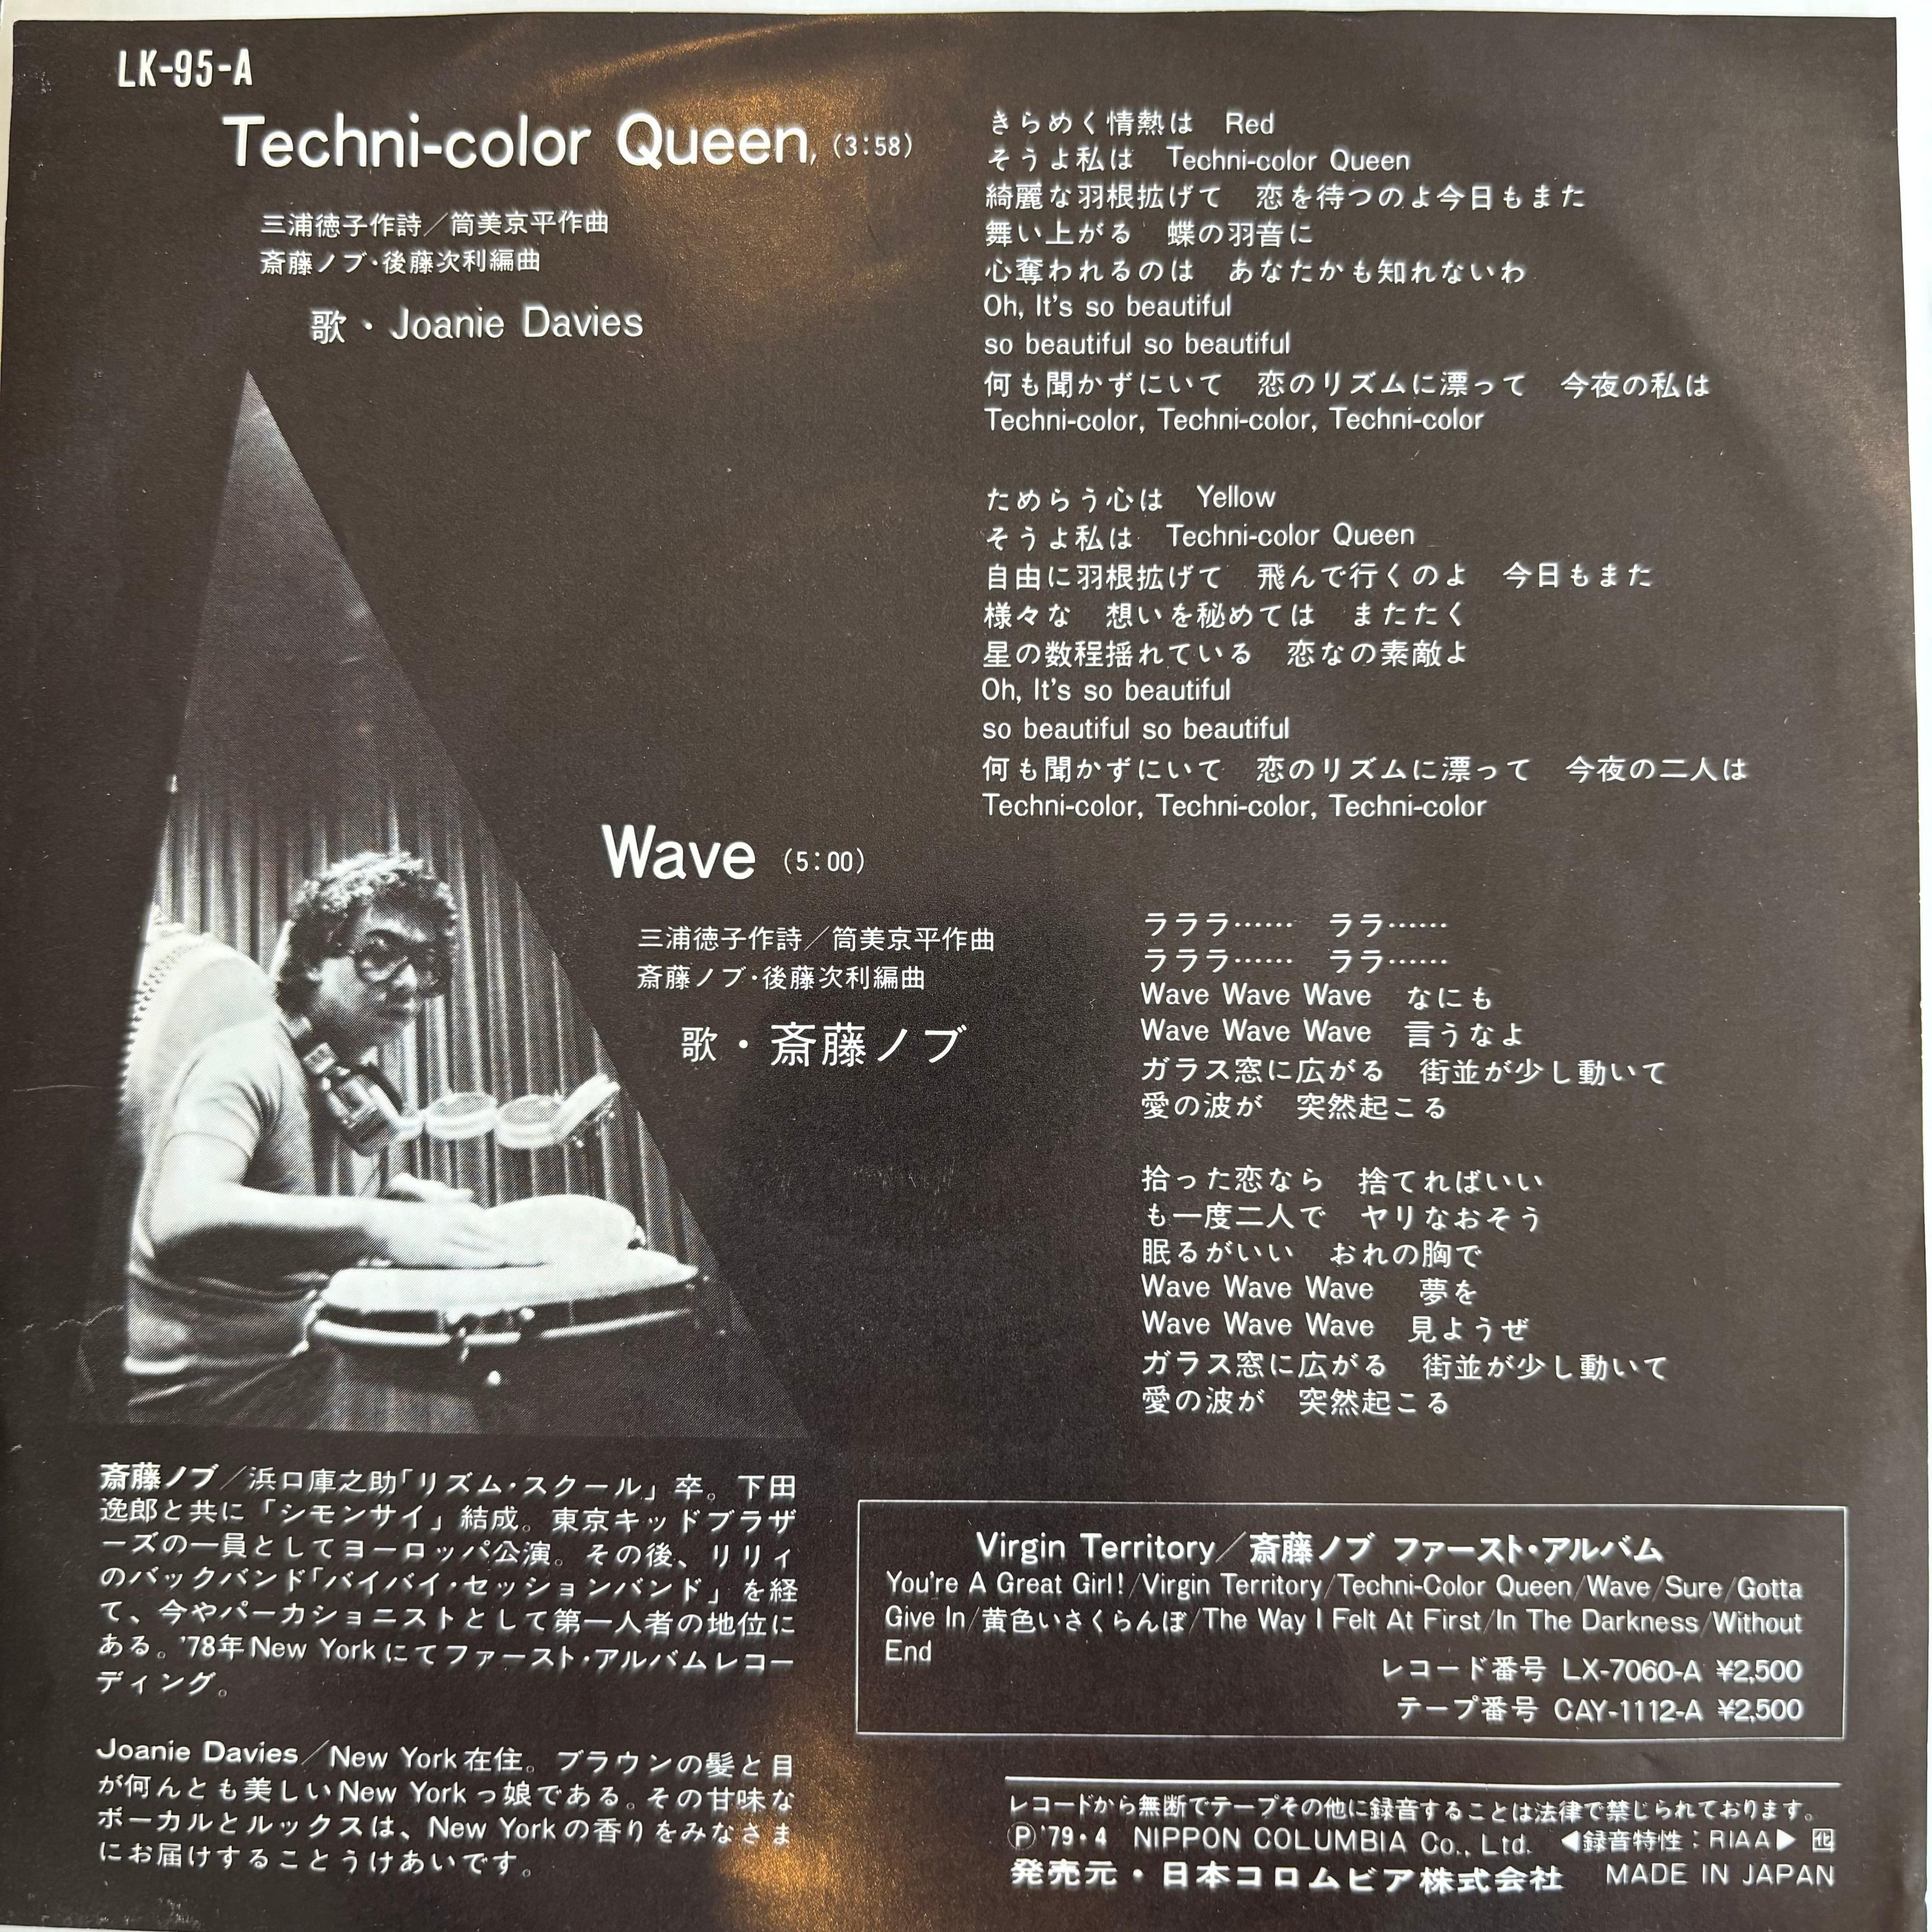 LK-95-A
Techni-color Queen, (3:58)
三浦徳子作詩／筒美京平作曲
斎藤ノブ・後藤次利編曲
歌・Joanie Davies
きらめく情熱は　Red
そうよ私は　Techni-color Queen
綺麗な羽根拡げて　恋を待つのよ今日もまた
舞い上がる　蝶の羽音に
心奪われるのは　あなたかも知れないわ
Oh, It's so beautiful
so beautiful so beautiful
何も聞かずにいて　恋のリズムに漂って　今夜の私は
Techni-color, Techni-color, Techni-color
ためらう心は　Yellow
そうよ私は　Techni-color Queen
自由に羽根拡げて　飛んで行くのよ　今日もまた
様々な　想いを秘めては　またたく
星の数程揺れている　恋なの素敵よ
Oh, It's so beautiful
so beautiful so beautiful
何も聞かずにいて　恋のリズムに漂って　今夜の二人は
Techni-color, Techni-color, Techni-color
Wave (5:00)
三浦徳子作詩／筒美京平作曲
斎藤ノブ・後藤次利編曲
歌・斎藤ノブ
ラララ……　ララ……
ラララ……　ララ……
Wave Wave Wave　なにも
Wave Wave Wave　言うなよ
ガラス窓に広がる　街並が少し動いて
愛の波が　突然起こる
拾った恋なら　捨てればいい
も一度二人で　ヤリなおそう
眠るがいい　おれの胸で
Wave Wave Wave　夢を
Wave Wave Wave　見ようぜ
ガラス窓に広がる　街並が少し動いて
愛の波が　突然起こる
斎藤ノブ／浜口庫之助「リズム・スクール」卒。下田
逸郎と共に「シモンサイ」結成。東京キッドブラザ
ーズの一員としてヨーロッパ公演。その後、リリィ
のバックバンド「バイバイ・セッションバンド」を経
て、今やパーカショニストとして第一人者の地位に
ある。'78年New Yorkにてファースト・アルバムレコー
ディング。
Joanie Davies／New York在住。ブラウンの髪と目
が何んとも美しいNew Yorkっ娘である。その甘味な
ボーカルとルックスは、New Yorkの香りをみなさま
にお届けすることうけあいです。
Virgin Territory／斎藤ノブ ファースト・アルバム
You're A Great Girl!/Virgin Territory/Techni-Color Queen/Wave/Sure/Gotta
Give In/黄色いさくらんぼ/The Way I Felt At First/In The Darkness/Without
End
レコード番号 LX-7060-A ¥2,500
テープ番号 CAY-1112-A ¥2,500
レコードから無断でテープその他に録音することは法律で禁じられております。
Ⓟ'79・4 NIPPON COLUMBIA Co., Ltd. ◀録音特性：RIAA▶ 化
発売元・日本コロムビア株式会社 MADE IN JAPAN